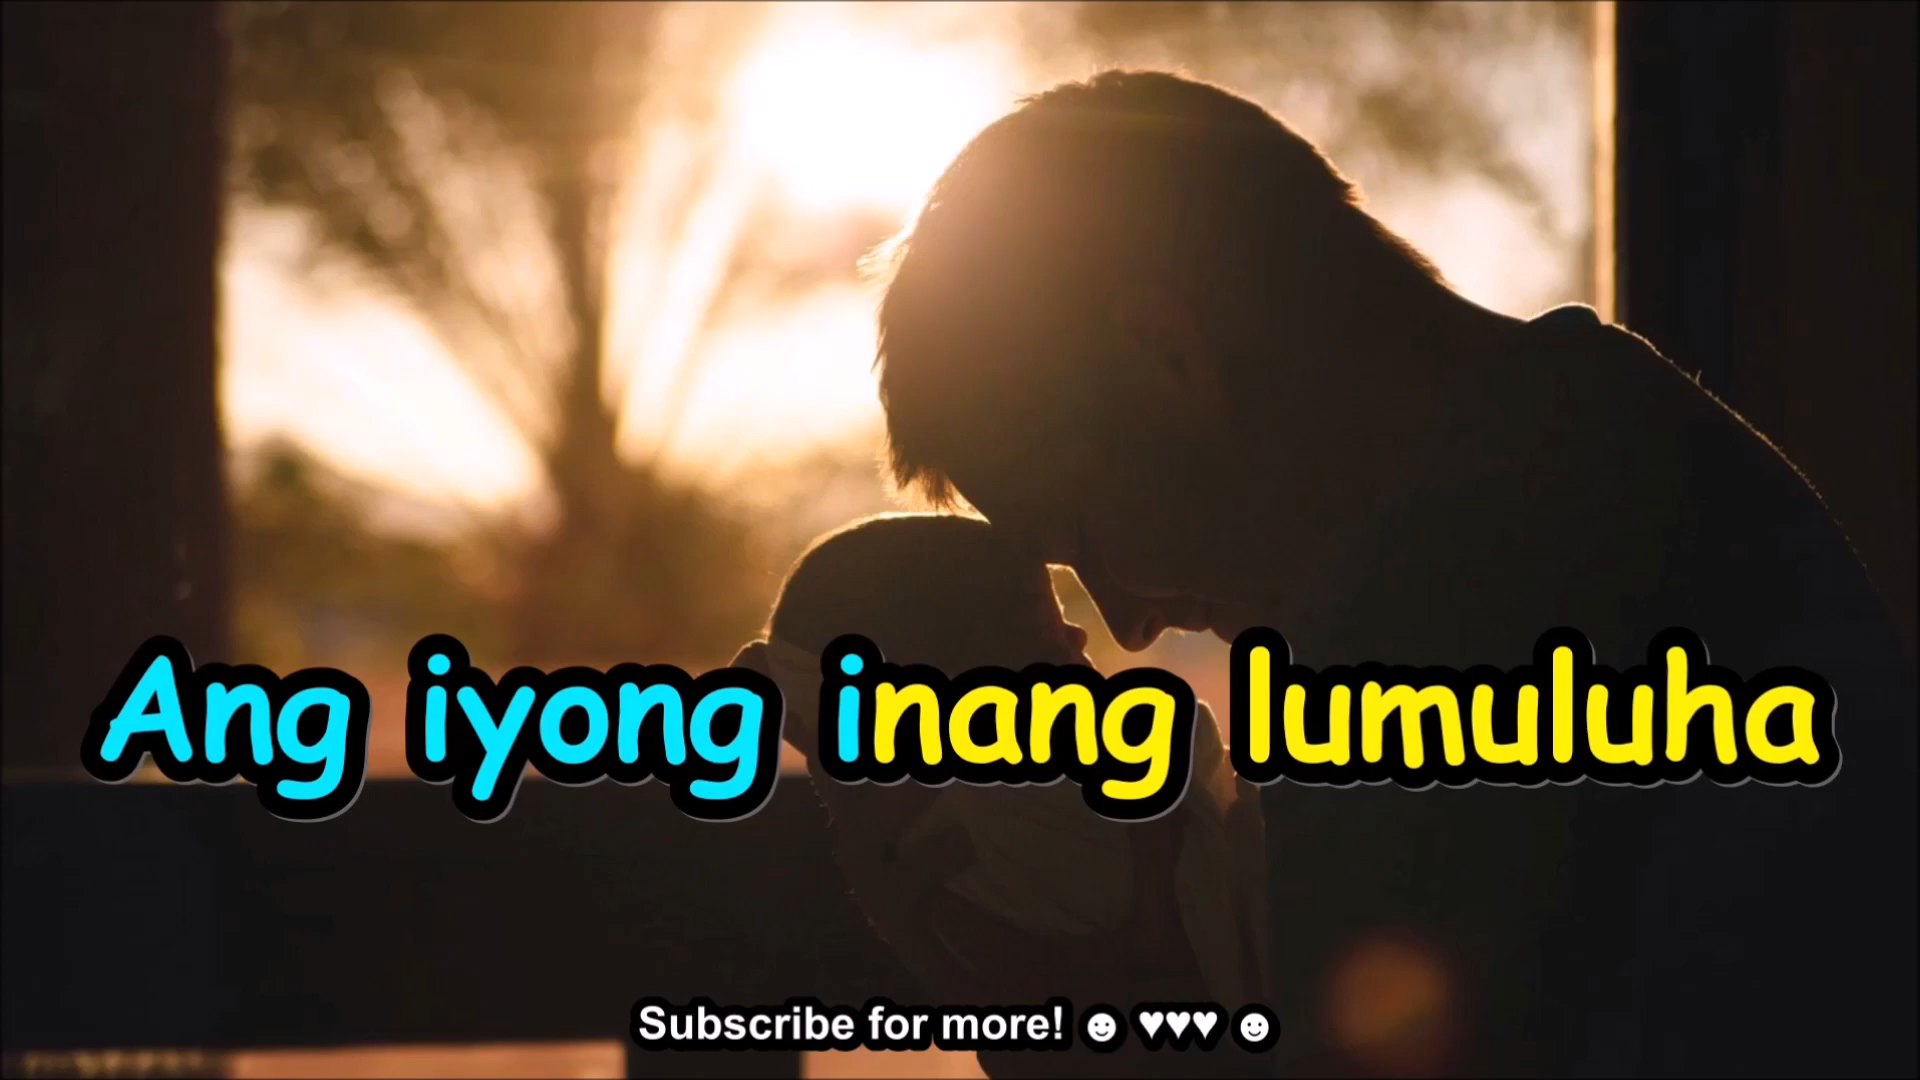 Ang iyong inang lumuluha
Subscribe for more! ☻ ♥♥♥ ☻